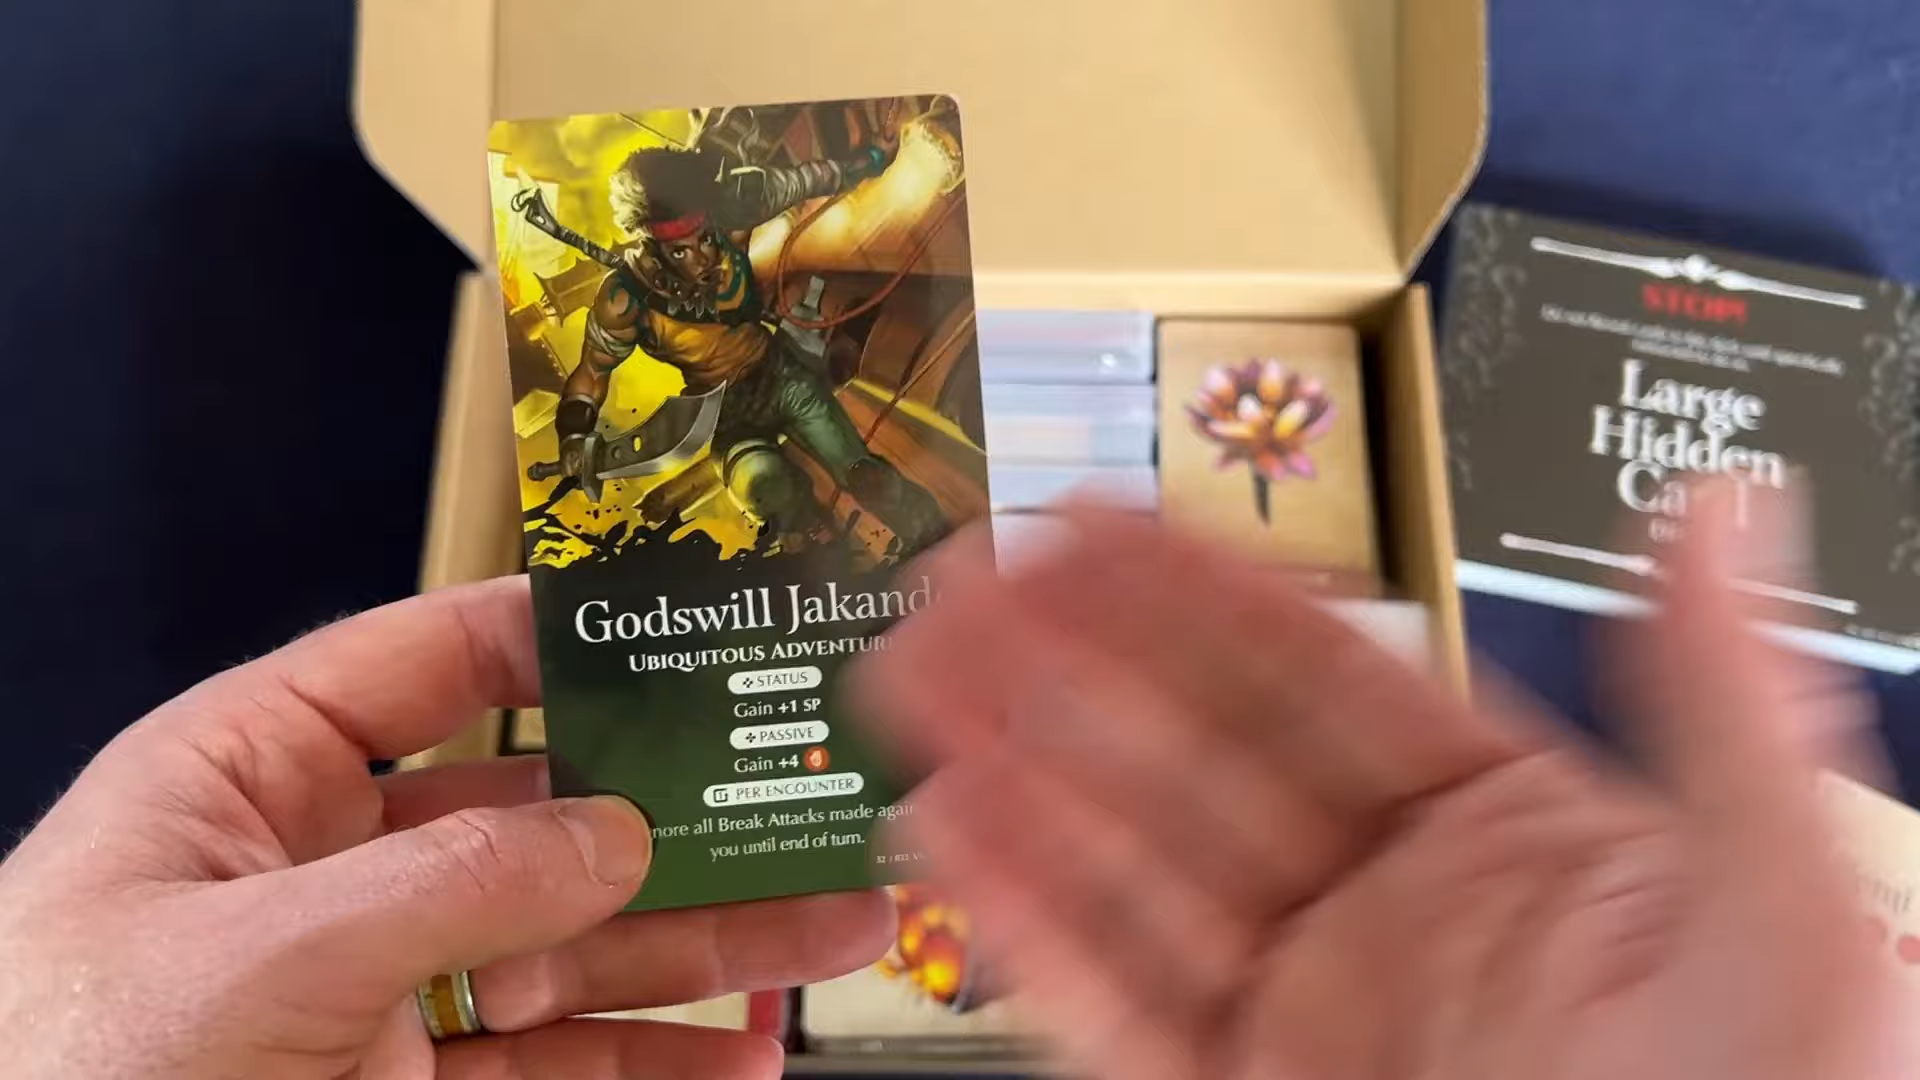 Godswill Jakand
UBIQUITOUS ADVENTUR
STATUS
Gain +1 SP
PASSIVE
Gain +4
PER ENCOUNTER
nore all Break Attacks made agai
you until end of turn.
STOP!
Large
Hidden